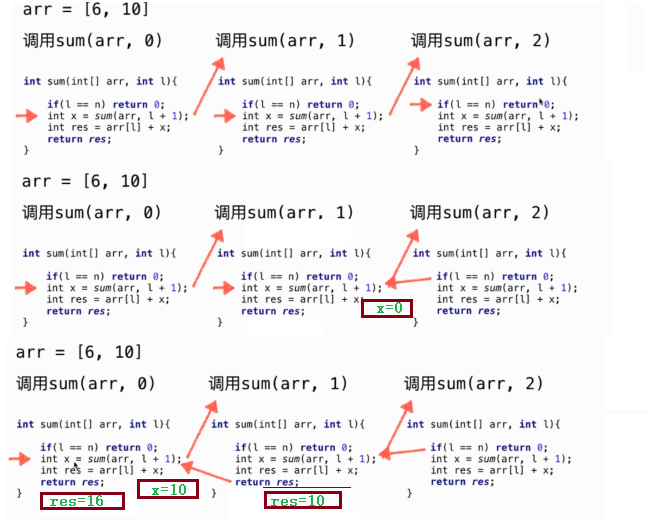 arr = [6, 10]
调用sum(arr, 0) 调用sum(arr, 1) 调用sum(arr, 2)
int sum(int[] arr, int l){ int sum(int[] arr, int l){ int sum(int[] arr, int l){
if(l == n) return 0; if(l == n) return 0; if(l == n) return 0;
int x = sum(arr, l + 1); int x = sum(arr, l + 1); int x = sum(arr, l + 1);
int res = arr[l] + x; int res = arr[l] + x; int res = arr[l] + x;
return res; return res; return res;
} } }
arr = [6, 10]
调用sum(arr, 0) 调用sum(arr. 1) 调用sum(arr, 2)
int sum(int[] arr, int l){ int sum(int[] arr, int l){ int sum(int[] arr, int l){
if(l == n) return 0; if(l == n) return 0; if(l == n) return 0;
int x = sum(arr, l + 1); int x = sum(arr, l + 1); int x = sum(arr, l + 1);
int res = arr[l] + x; int res = arr[l] + x; int res = arr[l] + x;
return res; return res; x=0 return res;
} } }
arr = [6, 10]
调用sum(arr, 0) 调用sum(arr, 1) 调用sum(arr, 2)
int sum(int[] arr, int l){ int sum(int[] arr, int l){ int sum(int[] arr, int l){
if(l == n) return 0; if(l == n) return 0; if(l == n) return 0;
int x = sum(arr, l + 1); int x = sum(arr, l + 1); int x = sum(arr, l + 1);
int res = arr[l] + x; int res = arr[l] + x; int res = arr[l] + x;
return res; x=10 return res; return res;
} res=16 } res=10 }